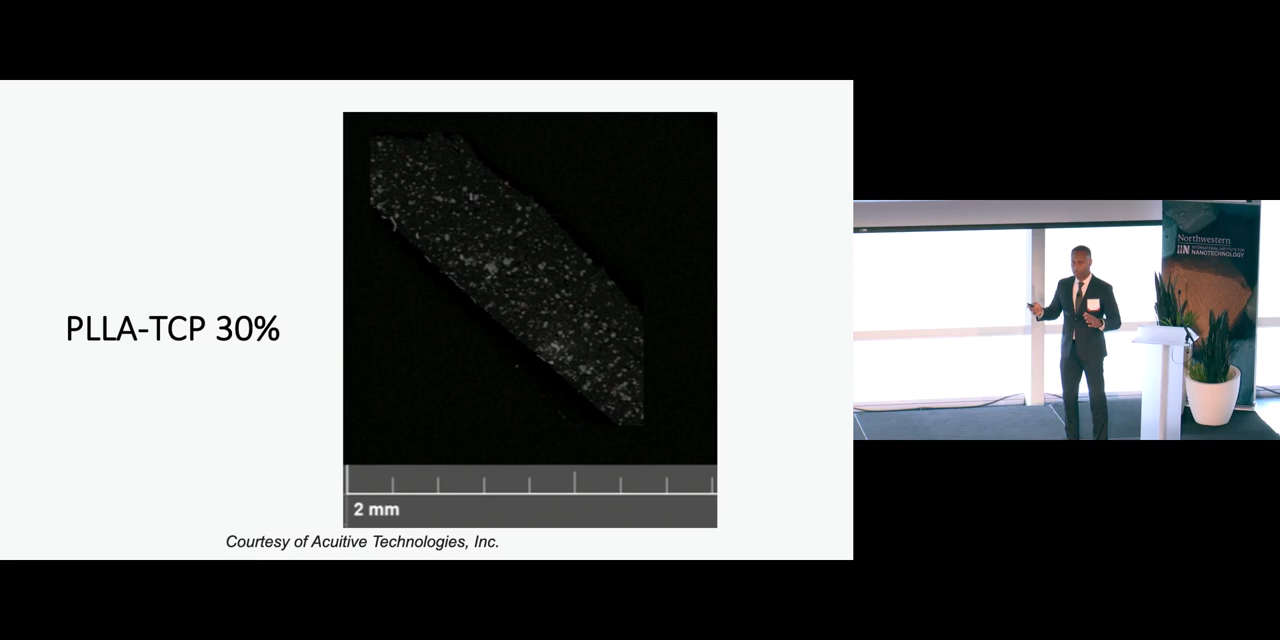 PLLA-TCP 30%
2 mm
Courtesy of Acuitive Technologies, Inc.
Northwestern
INTERNATIONAL INSTITUTE FOR
NANOTECHNOLOGY